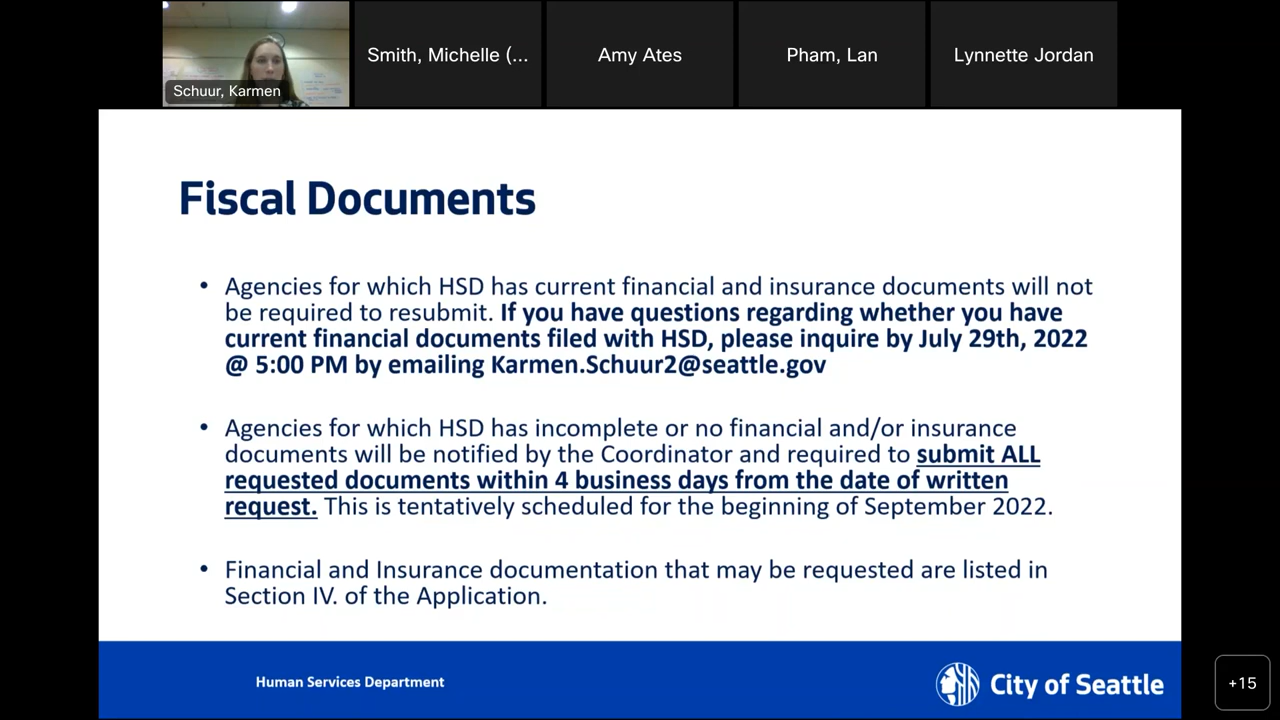 Schuur, Karmen
Smith, Michelle (...
Amy Ates
Pham, Lan
Lynnette Jordan
Fiscal Documents
• Agencies for which HSD has current financial and insurance documents will not
be required to resubmit. If you have questions regarding whether you have
current financial documents filed with HSD, please inquire by July 29th, 2022
@ 5:00 PM by emailing Karmen.Schuur2@seattle.gov
• Agencies for which HSD has incomplete or no financial and/or insurance
documents will be notified by the Coordinator and required to submit ALL
requested documents within 4 business days from the date of written
request. This is tentatively scheduled for the beginning of September 2022.
• Financial and Insurance documentation that may be requested are listed in
Section IV. of the Application.
Human Services Department
City of Seattle
+15